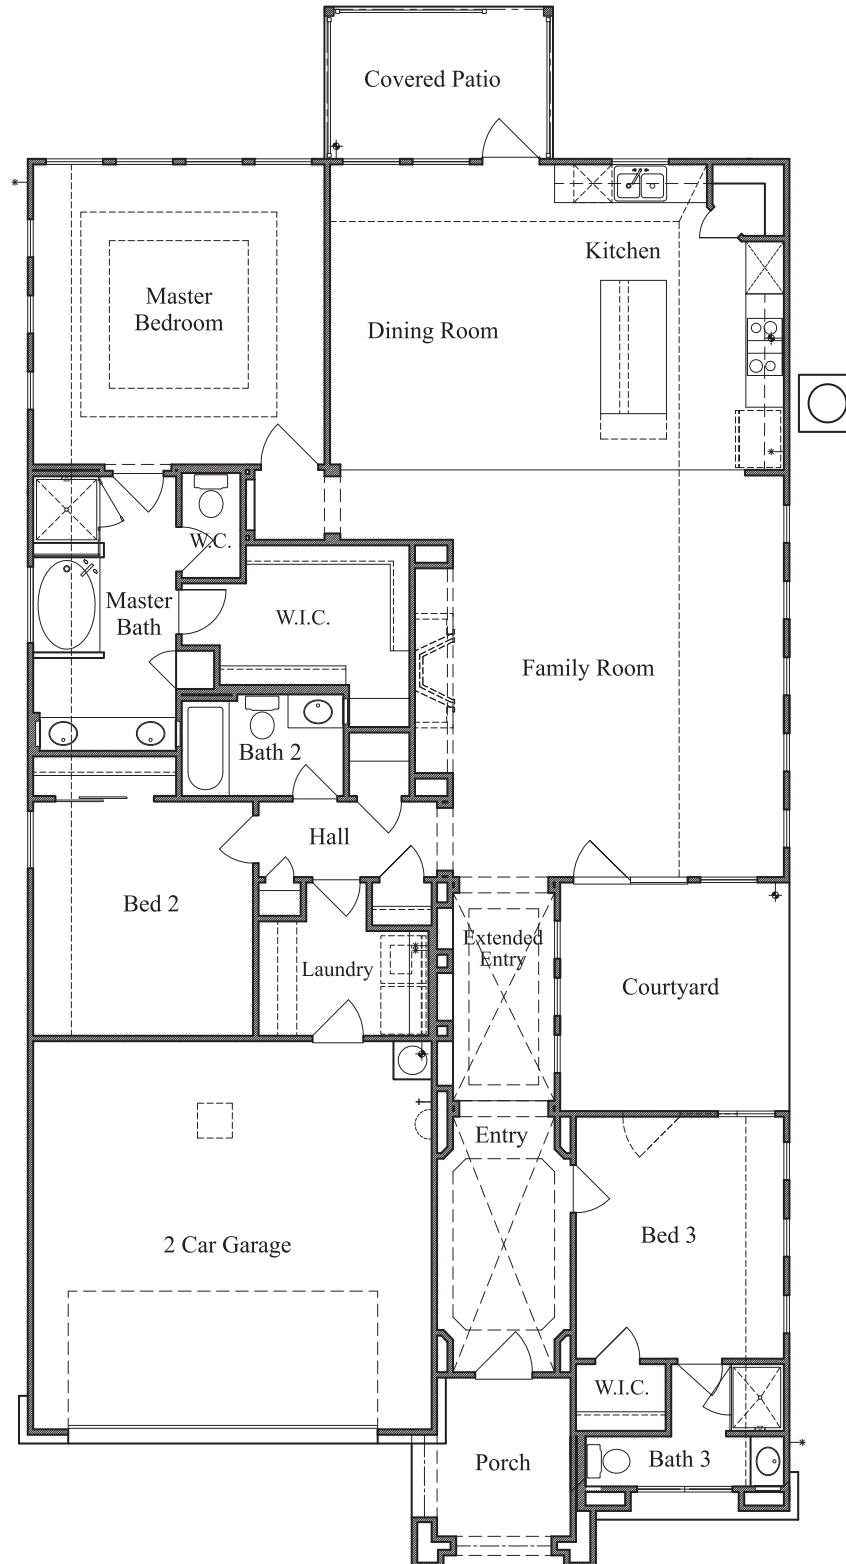 Covered Patio
Kitchen
Master
Bedroom
Dining Room
W.C.
Master
Bath
W.I.C.
Family Room
Bath 2
Hall
Bed 2
Extended
Entry
Laundry
Courtyard
Entry
2 Car Garage
Bed 3
W.I.C.
Porch
Bath 3